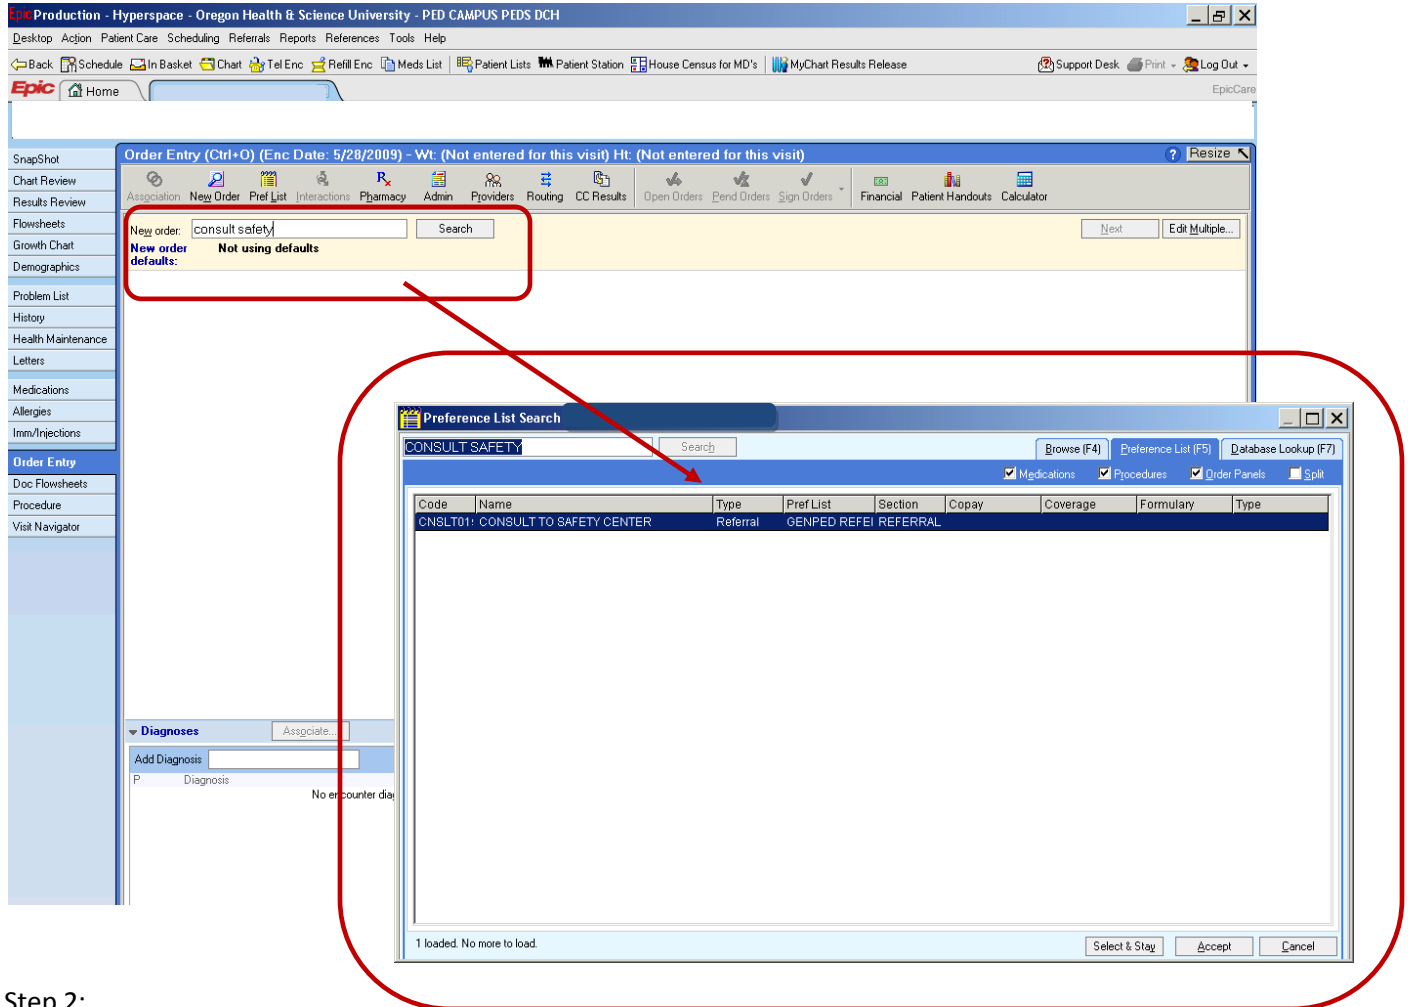 Epic Production - Hyperspace - Oregon Health & Science University - PED CAMPUS PEDS DCH
Desktop Action Patient Care Scheduling Referrals Reports References Tools Help
Back Schedule In Basket Chart Tel Enc Refill Enc Meds List Patient Lists Patient Station House Census for MD's MyChart Results Release Support Desk Print Log Out
Epic Home EpicCare
Order Entry (Ctrl+O) (Enc Date: 5/28/2009) - Wt: (Not entered for this visit) Ht: (Not entered for this visit) ? Resize
Association New Order Pref List Interactions Pharmacy Admin Providers Routing CC Results Open Orders Pend Orders Sign Orders Financial Patient Handouts Calculator
New order: consult safety Search Next Edit Multiple...
New order defaults: Not using defaults
SnapShot
Chart Review
Results Review
Flowsheets
Growth Chart
Demographics
Problem List
History
Health Maintenance
Letters
Medications
Allergies
Imm/Injections
Order Entry
Doc Flowsheets
Procedure
Visit Navigator
Preference List Search
CONSULT SAFETY Search Browse (F4) Preference List (F5) Database Lookup (F7)
Medications Procedures Order Panels Split
Code Name Type Pref List Section Copay Coverage Formulary Type
CNSLT01 CONSULT TO SAFETY CENTER Referral GENPED REFEI REFERRAL
Diagnoses Associate...
Add Diagnosis
P Diagnosis
No encounter diag
1 loaded. No more to load. Select & Stay Accept Cancel
Step 2: